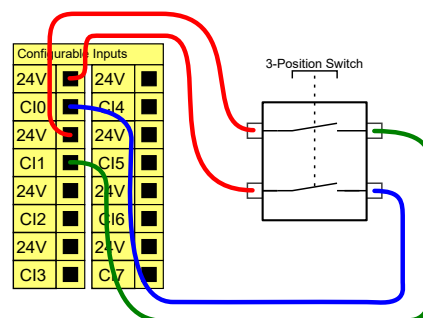 Configurable Inputs
24V 24V
CI0 CI4
24V 24V
CI1 CI5
24V 24V
CI2 CI6
24V 24V
CI3 CI7
3-Position Switch